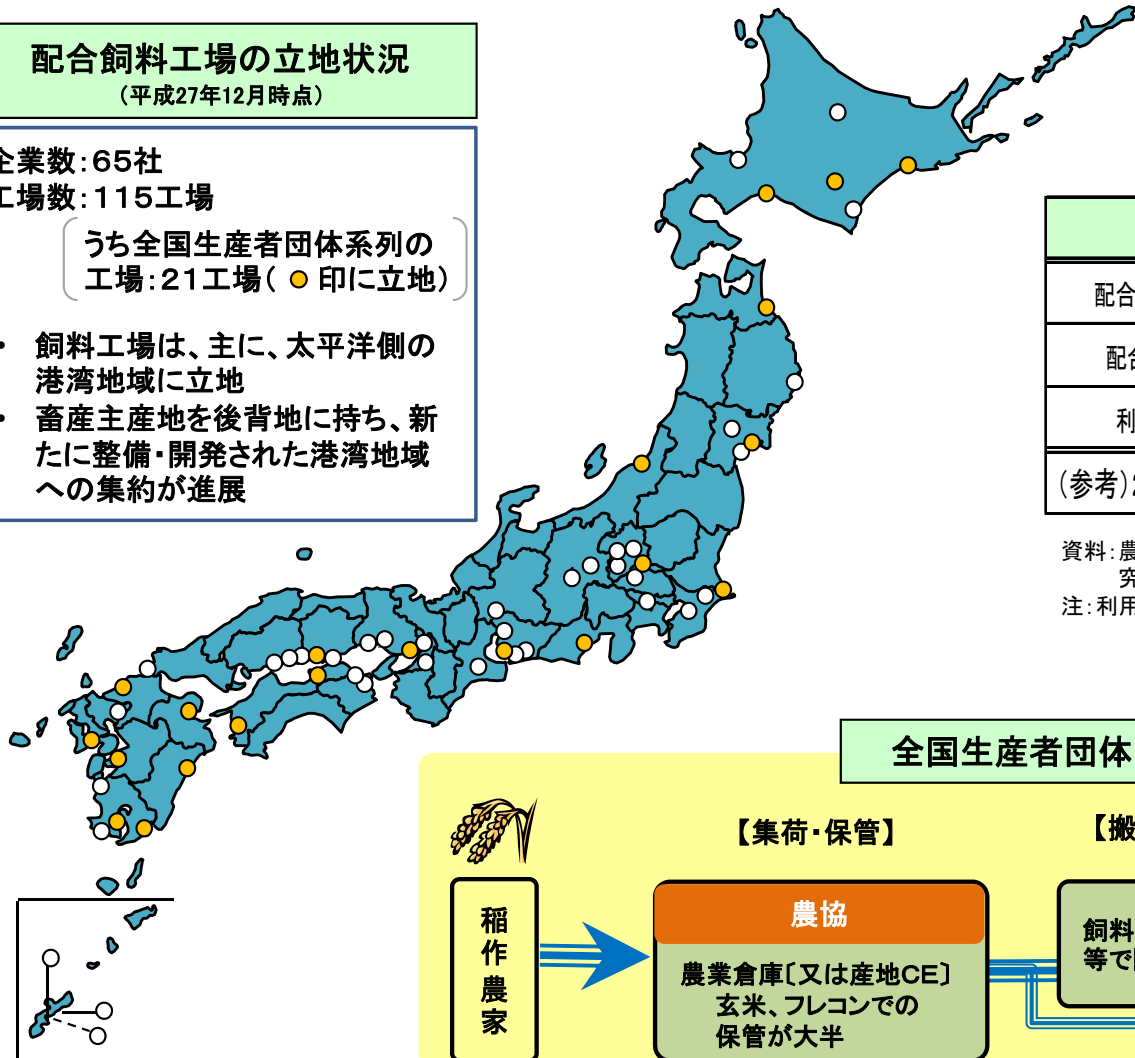 配合飼料工場の立地状況
(平成27年12月時点)
企業数:65社
工場数:115工場
うち全国生産者団体系列の
工場:21工場( 印に立地)
・ 飼料工場は、主に、太平洋側の
港湾地域に立地
・ 畜産主産地を後背地に持ち、新
たに整備・開発された港湾地域
への集約が進展
配合
配合
利
(参考)2
資料:農
究
注:利用
全国生産者団体
【集荷・保管】
【搬
稲作農家
農協
農業倉庫〔又は産地CE〕
玄米、フレコンでの
保管が大半
飼料
等で